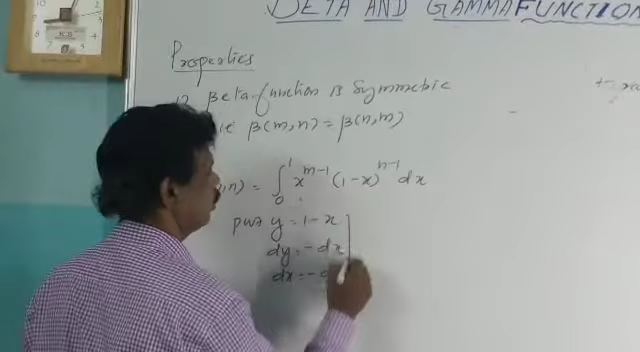 BETA AND GAMMA FUNCTION
Properties
1) Beta-function is Symmetric
ie β(m,n) = β(n,m)
,n) = ∫₀¹ x^{m-1} (1-x)^{n-1} dx
put y = 1-x
dy = -dx
dx = -